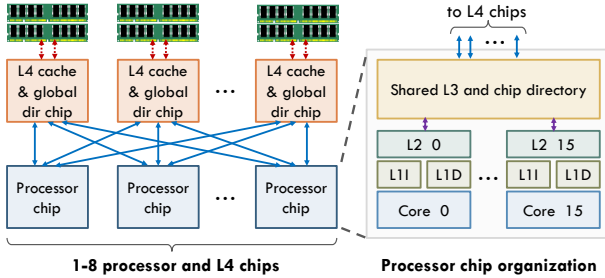 to L4 chips
...
L4 cache
& global
dir chip
L4 cache
& global
dir chip
...
L4 cache
& global
dir chip
Processor
chip
Processor
chip
...
Processor
chip
1-8 processor and L4 chips
Shared L3 and chip directory
L2 0
L2 15
L1I L1D ... L1I L1D
Core 0
Core 15
Processor chip organization